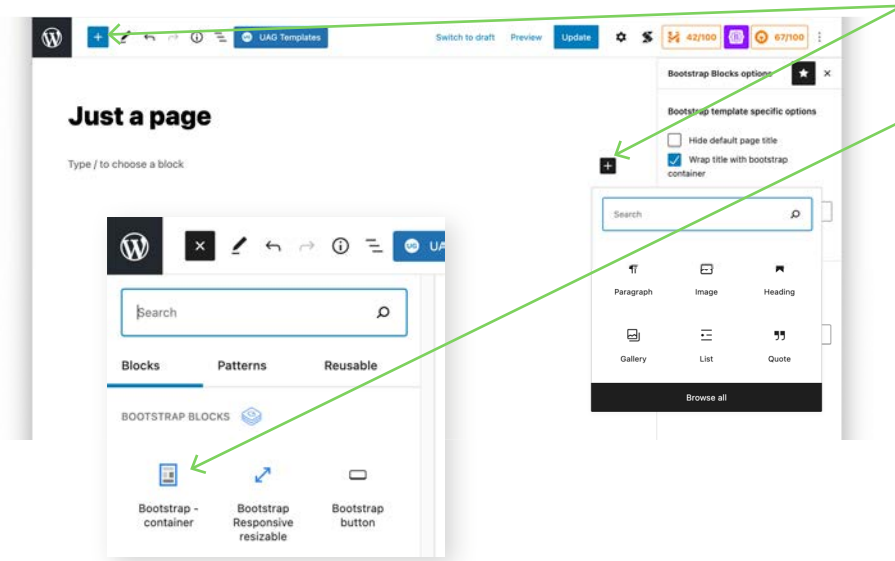 UAG Templates
Switch to draft
Preview
Update
42/100
67/100
Bootstrap Blocks options
Just a page
Bootstrap template specific options
Hide default page title
Type / to choose a block
Wrap title with bootstrap
container
Search
Paragraph
Image
Heading
Gallery
List
Quote
Browse all
UG
UA
Search
Blocks
Patterns
Reusable
BOOTSTRAP BLOCKS
Bootstrap -
container
Bootstrap
Responsive
resizable
Bootstrap
button